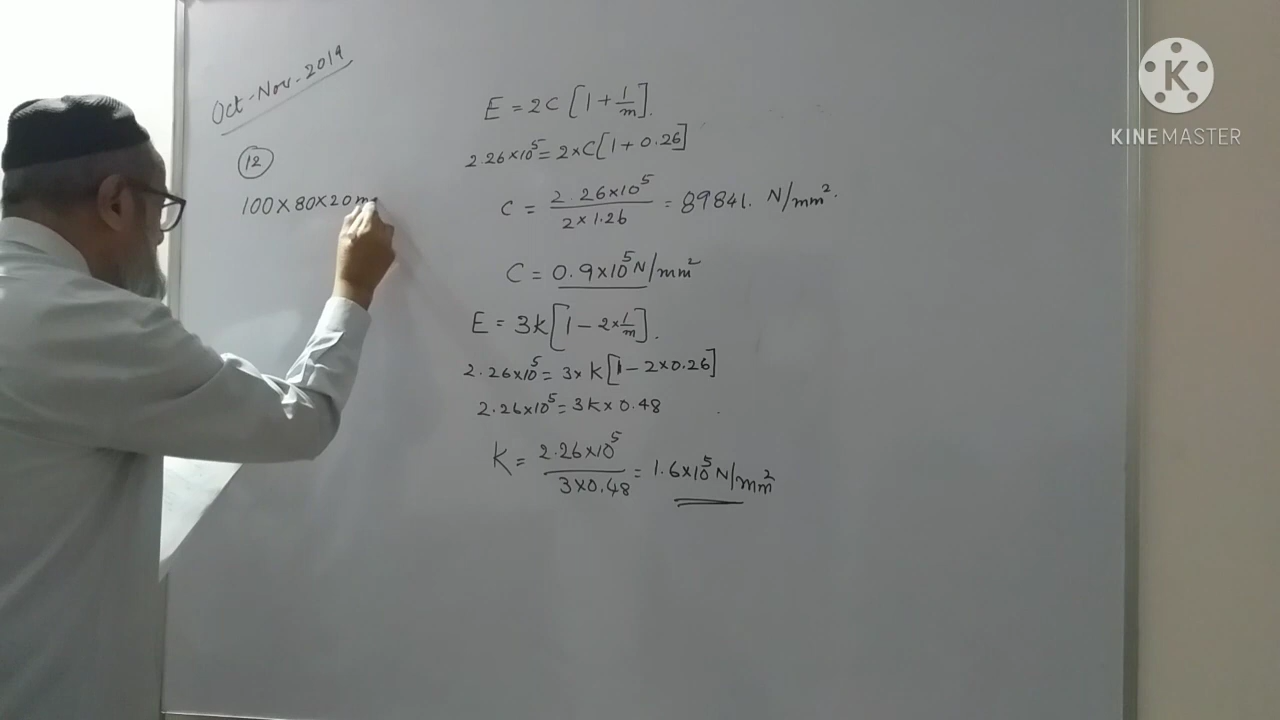 Oct-Nov-2019
12
100×80×20m
E = 2C [1 + 1/m].
2.26×10⁵ = 2×C[1 + 0.26]
C = 2.26×10⁵ / 2×1.26 = 89841. N/mm².
C = 0.9×10⁵ N/mm²
E = 3K[1 - 2×1/m].
2.26×10⁵ = 3× K[1 - 2×0.26]
2.26×10⁵ = 3K× 0.48
K = 2.26×10⁵ / 3×0.48 = 1.6×10⁵ N/mm²
K
KINEMASTER